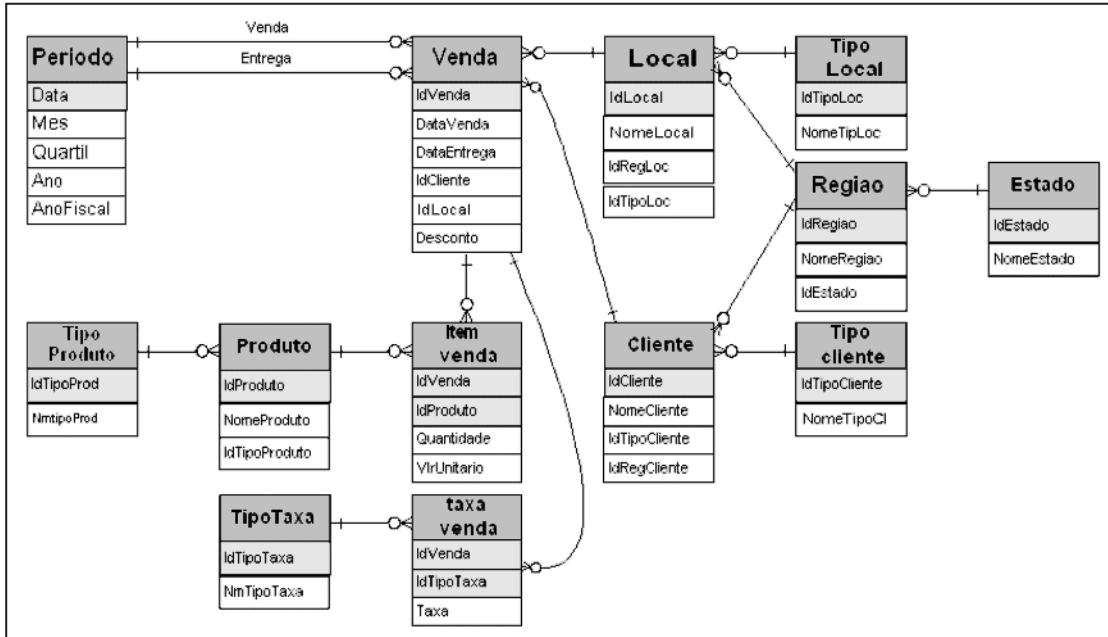 Venda
Entrega
Periodo
Data
Mes
Quartil
Ano
AnoFiscal
Venda
IdVenda
DataVenda
DataEntrega
IdCliente
IdLocal
Desconto
Local
IdLocal
NomeLocal
IdRegLoc
IdTipoLoc
Tipo
Local
IdTipoLoc
NomeTipLoc
Regiao
IdRegiao
NomeRegiao
IdEstado
Estado
IdEstado
NomeEstado
Tipo
Produto
IdTipoProd
NmtipoProd
Produto
IdProduto
NomeProduto
IdTipoProduto
Item
venda
IdVenda
IdProduto
Quantidade
VlrUnitario
Cliente
IdCliente
NomeCliente
IdTipoCliente
IdRegCliente
Tipo
cliente
IdTipoCliente
NomeTipoCl
TipoTaxa
IdTipoTaxa
NmTipoTaxa
taxa
venda
IdVenda
IdTipoTaxa
Taxa